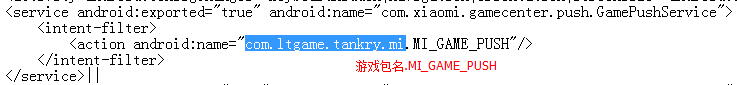 <service android:exported="true" android:name="com.xiaomi.gamecenter.push.GamePushService">
<intent-filter>
<action android:name="com.ltgame.tankry.mi.MI_GAME_PUSH"/>
</intent-filter>
游戏包名.MI_GAME_PUSH
</service>